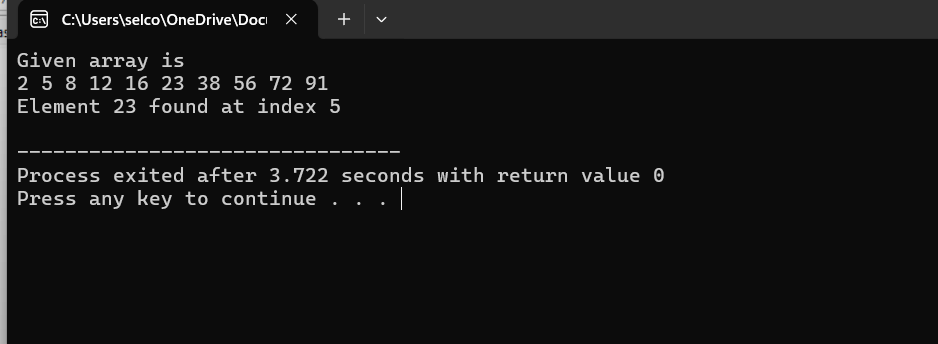 C:\Users\selco\OneDrive\Docu
Given array is
2 5 8 12 16 23 38 56 72 91
Element 23 found at index 5
--------------------------------
Process exited after 3.722 seconds with return value 0
Press any key to continue . . .